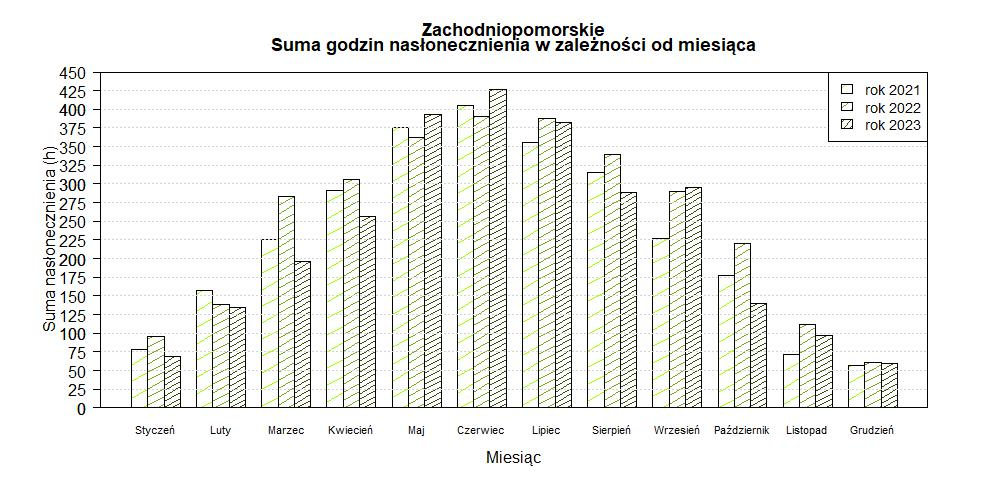 Zachodniopomorskie
Suma godzin nasłonecznienia w zależności od miesiąca
Suma nasłonecznienia (h)
450
425
400
375
350
325
300
275
250
225
200
175
150
125
100
75
50
25
0
rok 2021
rok 2022
rok 2023
Styczeń Luty Marzec Kwiecień Maj Czerwiec Lipiec Sierpień Wrzesień Październik Listopad Grudzień
Miesiąc